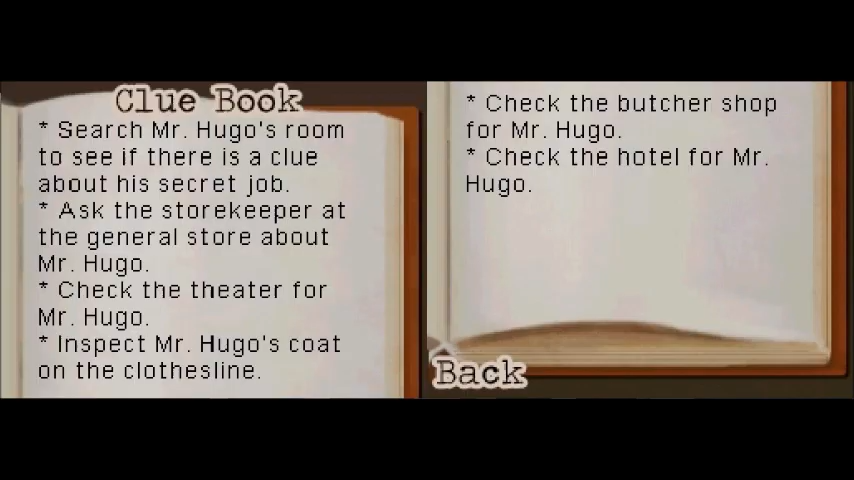 Clue Book
* Search Mr. Hugo's room
to see if there is a clue
about his secret job.
* Ask the storekeeper at
the general store about
Mr. Hugo.
* Check the theater for
Mr. Hugo.
* Inspect Mr. Hugo's coat
on the clothesline.
* Check the butcher shop
for Mr. Hugo.
* Check the hotel for Mr.
Hugo.
Back